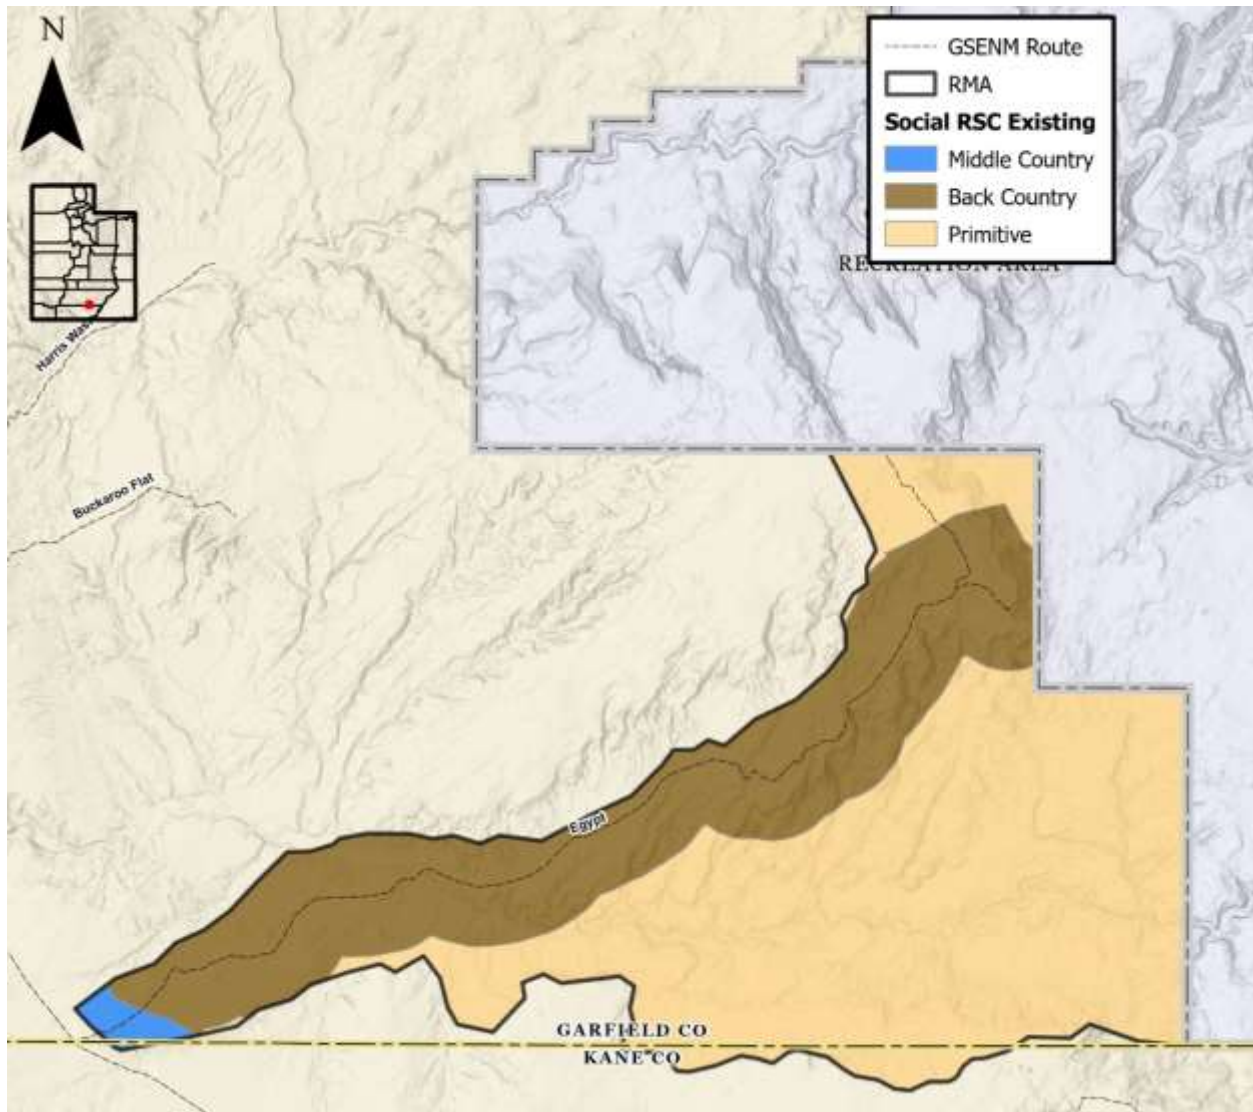 N
GSENM Route
RMA
Social RSC Existing
Middle Country
Back Country
Primitive
RECREATION AREA
Harris Was
Buckaroo Flat
Egypt
GARFIELD CO
KANE CO